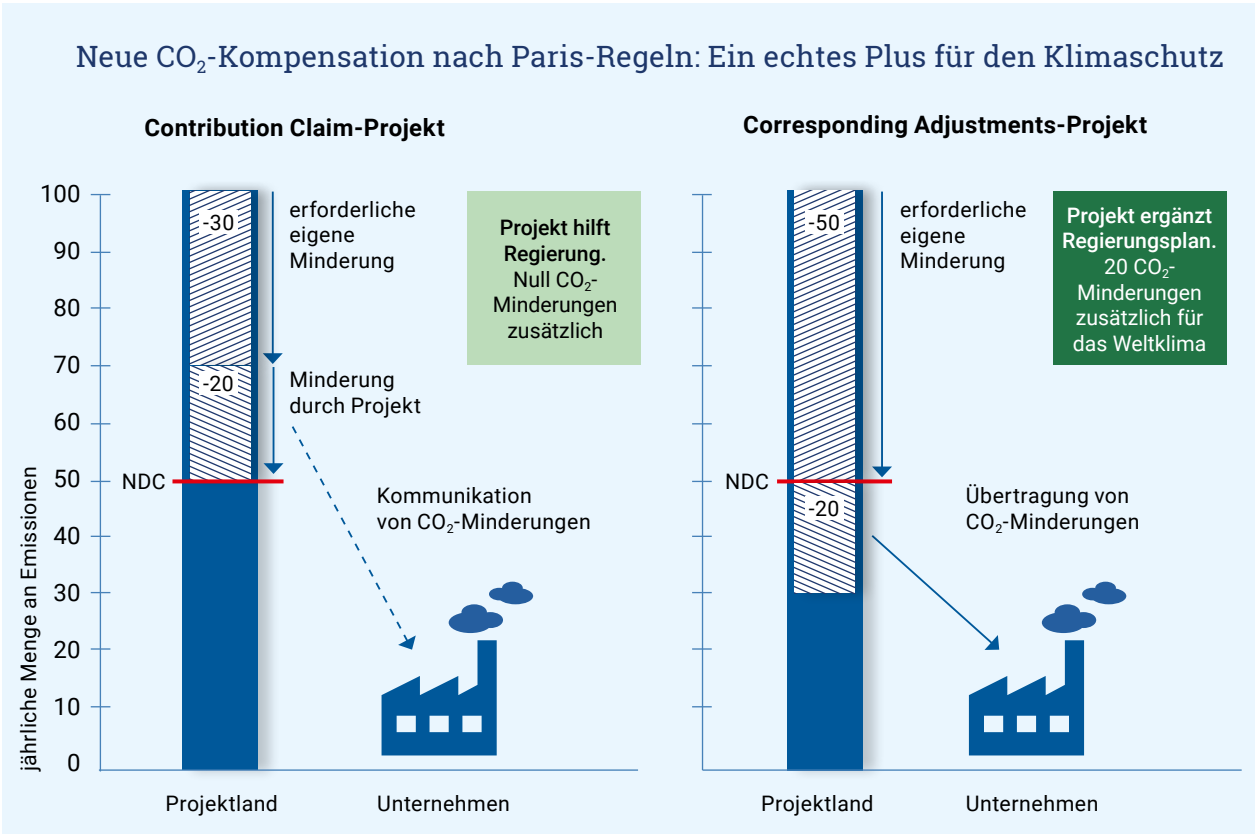 Neue CO₂-Kompensation nach Paris-Regeln: Ein echtes Plus für den Klimaschutz
Contribution Claim-Projekt
jährliche Menge an Emissionen
100
90
80
70
60
50
40
30
20
10
0
-30
-20
NDC
erforderliche
eigene
Minderung
Minderung
durch Projekt
Projekt hilft
Regierung.
Null CO₂-
Minderungen
zusätzlich
Kommunikation
von CO₂-Minderungen
Projektland
Unternehmen
Corresponding Adjustments-Projekt
-50
-20
NDC
erforderliche
eigene
Minderung
Projekt ergänzt
Regierungsplan.
20 CO₂-
Minderungen
zusätzlich für
das Weltklima
Übertragung von
CO₂-Minderungen
Projektland
Unternehmen